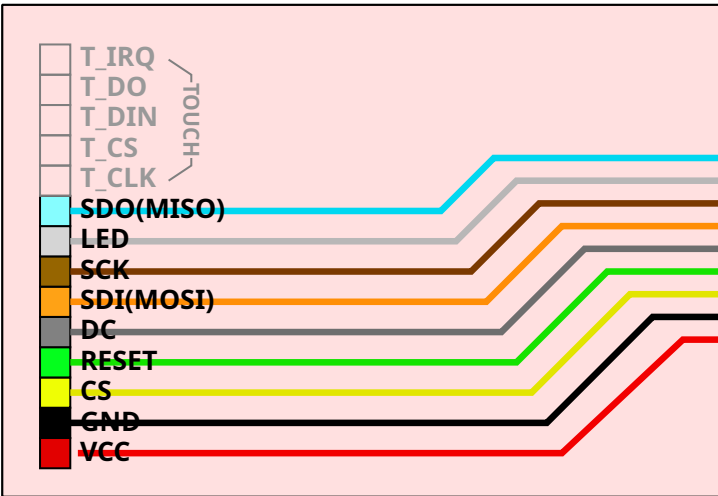 T_IRQ
T_DO
T_DIN
T_CS
T_CLK
TOUCH
SDO(MISO)
LED
SCK
SDI(MOSI)
DC
RESET
CS
GND
VCC